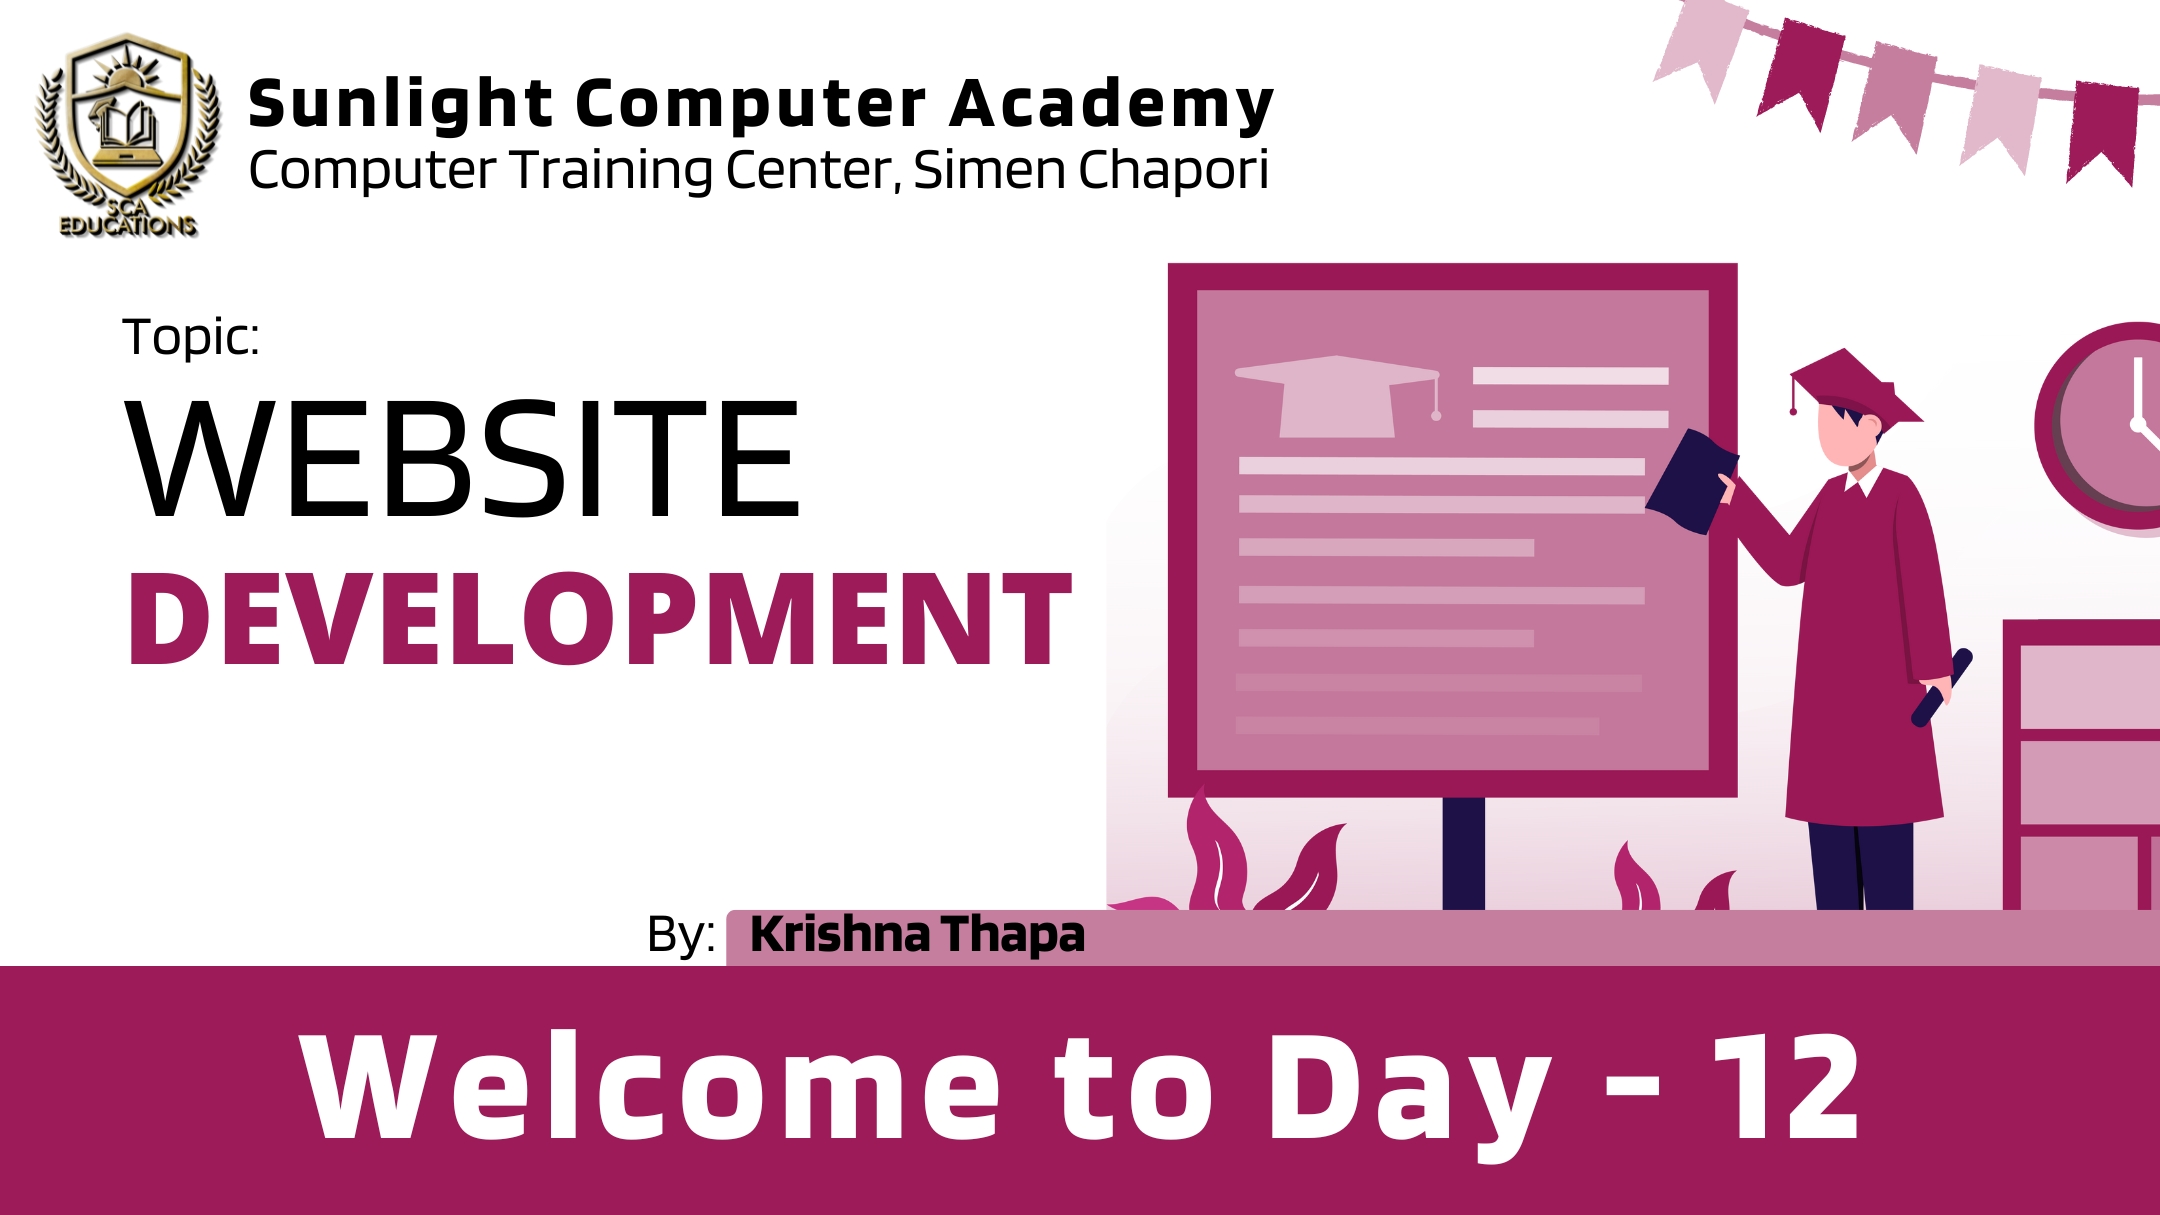 Sunlight Computer Academy
Computer Training Center, Simen Chapori
SCA
EDUCATIONS
Topic:
WEBSITE
DEVELOPMENT
By: Krishna Thapa
Welcome to Day - 12